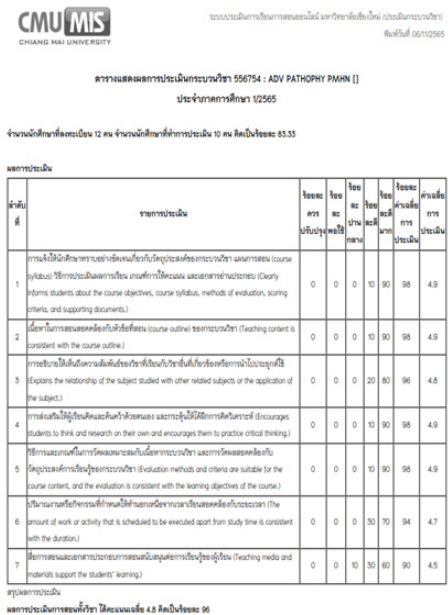 CMU MIS
CHIANG MAI UNIVERSITY
ระบบประเมินการเรียนการสอนออนไลน์ มหาวิทยาลัยเชียงใหม่ (ประเมินกระบวนวิชา)
พิมพ์วันที่ 06/11/2565
ตารางแสดงผลการประเมินกระบวนวิชา 556754 : ADV PATHOPHY PMHN []
ประจำภาคการศึกษา 1/2565
จำนวนนักศึกษาที่ลงทะเบียน 12 คน จำนวนนักศึกษาที่ทำการประเมิน 10 คน คิดเป็นร้อยละ 83.33
ผลการประเมิน
ลำดับที่ รายการประเมิน ร้อยละควรปรับปรุง ร้อยละพอใช้ ร้อยละปานกลาง ร้อยละดี ร้อยละดีมาก ร้อยละค่าเฉลี่ยการประเมิน ค่าเฉลี่ยการประเมิน
การแจ้งให้นักศึกษาทราบอย่างชัดเจนเกี่ยวกับวัตถุประสงค์ของกระบวนวิชา แผนการสอน (course
syllabus) วิธีการประเมินผลการเรียน เกณฑ์การให้คะแนน และเอกสารอ่านประกอบ (Clearly
1 informs students about the course objectives, course syllabus, methods of evaluation, scoring 0 0 0 10 90 98 4.9
criteria, and supporting documents.)
2 เนื้อหาในการสอนสอดคล้องกับหัวข้อที่สอน (course outline) ของกระบวนวิชา (Teaching content is 0 0 0 10 90 98 4.9
consistent with the course outline.)
การอธิบายให้เห็นถึงความสัมพันธ์ของวิชาที่เรียนกับวิชาอื่นที่เกี่ยวข้องหรือการนำไปประยุกต์ใช้
3 (Explains the relationship of the subject studied with other related subjects or the application of 0 0 0 20 80 96 4.8
the subject.)
4 การส่งเสริมให้ผู้เรียนคิดและค้นคว้าด้วยตนเอง และกระตุ้นให้ได้ฝึกการคิดวิเคราะห์ (Encourages 0 0 0 10 90 98 4.9
students to think and research on their own and encourages them to practice critical thinking.)
วิธีการและเกณฑ์ในการวัดผลเหมาะสมกับเนื้อหากระบวนวิชา และการวัดผลสอดคล้องกับ
5 วัตถุประสงค์การเรียนรู้ของกระบวนวิชา (Evaluation methods and criteria are suitable for the 0 0 0 10 90 98 4.9
course content, and the evaluation is consistent with the learning objectives of the course.)
ปริมาณงานหรือกิจกรรมที่กำหนดให้ทำนอกเหนือจากเวลาเรียนสอดคล้องกับระยะเวลา (The
6 amount of work or activity that is scheduled to be executed apart from study time is consistent 0 0 0 30 70 94 4.7
with the duration.)
7 สื่อการสอนและเอกสารประกอบการสอนสนับสนุนต่อการเรียนรู้ของผู้เรียน (Teaching media and 0 0 10 30 60 90 4.5
materials support the students' learning.)
สรุปผลการประเมิน
ผลการประเมินการสอนทั้งวิชา ได้คะแนนเฉลี่ย 4.8 คิดเป็นร้อยละ 96